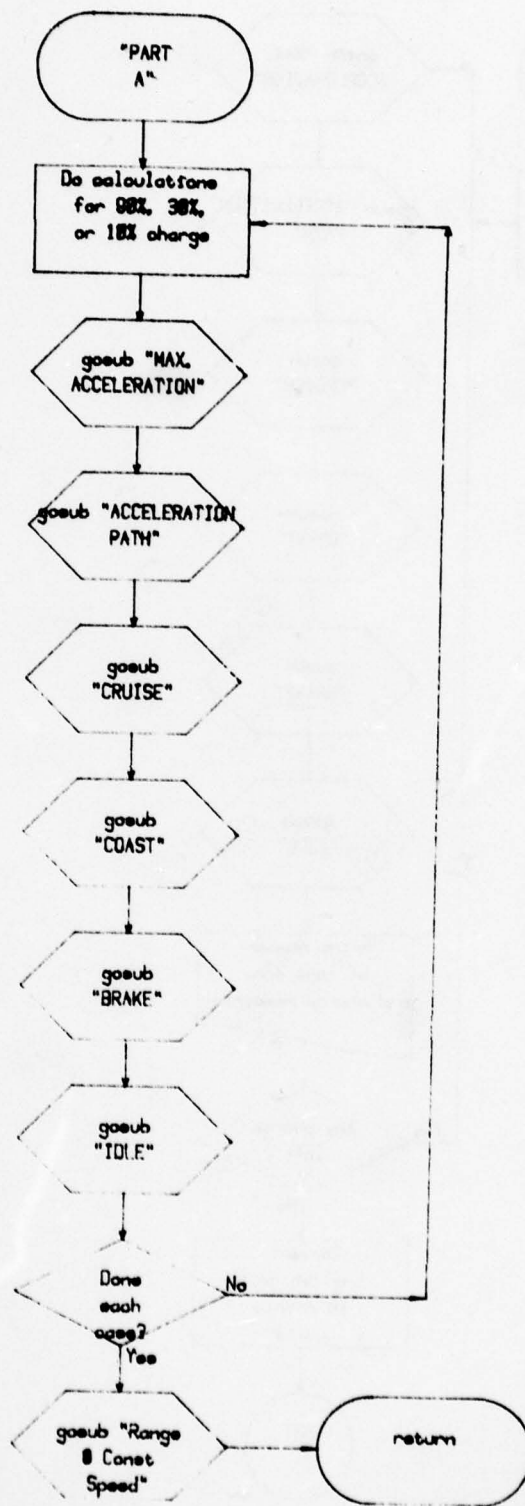 "PART
A"
Do calculations
for 90%, 30%,
or 10% charge
gosub "MAX.
ACCELERATION"
gosub "ACCELERATION
PATH"
gosub
"CRUISE"
gosub
"COAST"
gosub
"BRAKE"
gosub
"IDLE"
Done
each
case?
No
Yes
gosub "Range
@ Const
Speed"
return